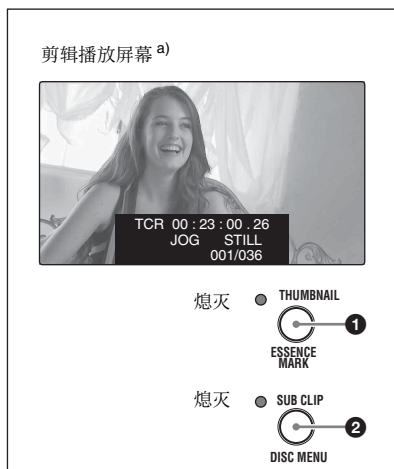 剪辑播放屏幕 a)
TCR 00 : 23 : 00 . 26
JOG STILL
001/036
熄灭
THUMBNAIL
1
ESSENCE
MARK
熄灭
SUB CLIP
2
DISC MENU